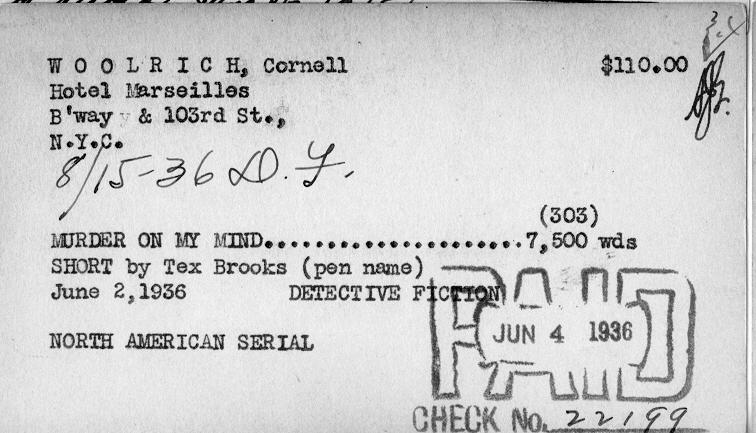 W O O L R I C H, Cornell $110.00
Hotel Marseilles
B'way & 103rd St.,
N.Y.C.
8/15-36 D.F.
(303)
MURDER ON MY MIND......................7,500 wds
SHORT by Tex Brooks (pen name)
June 2,1936 DETECTIVE FICTION
NORTH AMERICAN SERIAL
PAID
JUN 4 1936
CHECK No. 22199